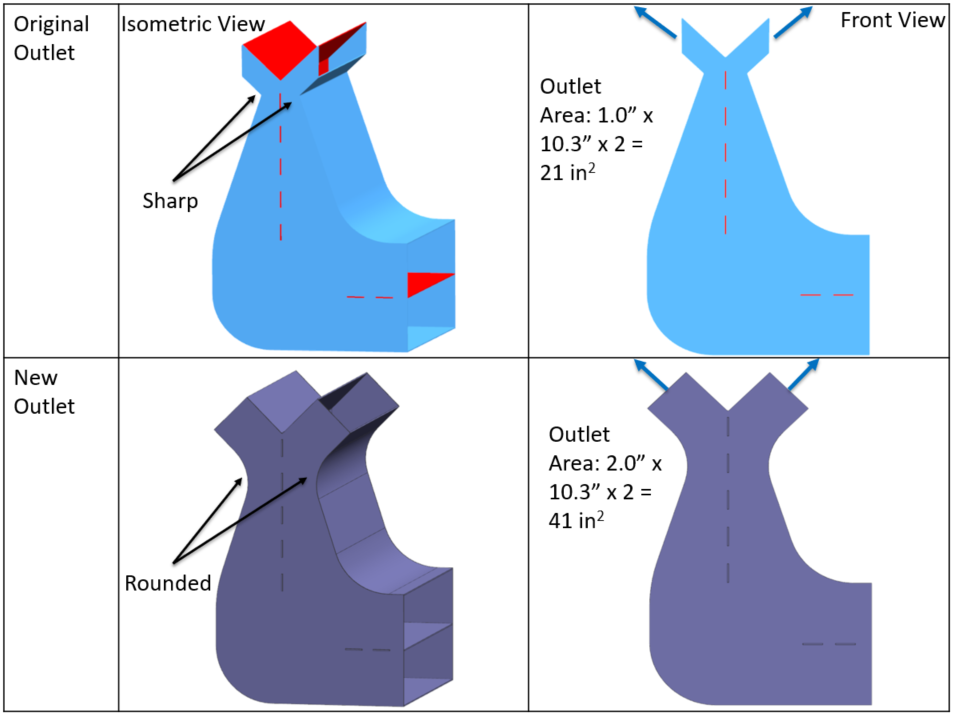 Original
Outlet
Isometric View
Front View
Outlet
Area: 1.0” x
10.3” x 2 =
21 in²
Sharp
New
Outlet
Outlet
Area: 2.0” x
10.3” x 2 =
41 in²
Rounded